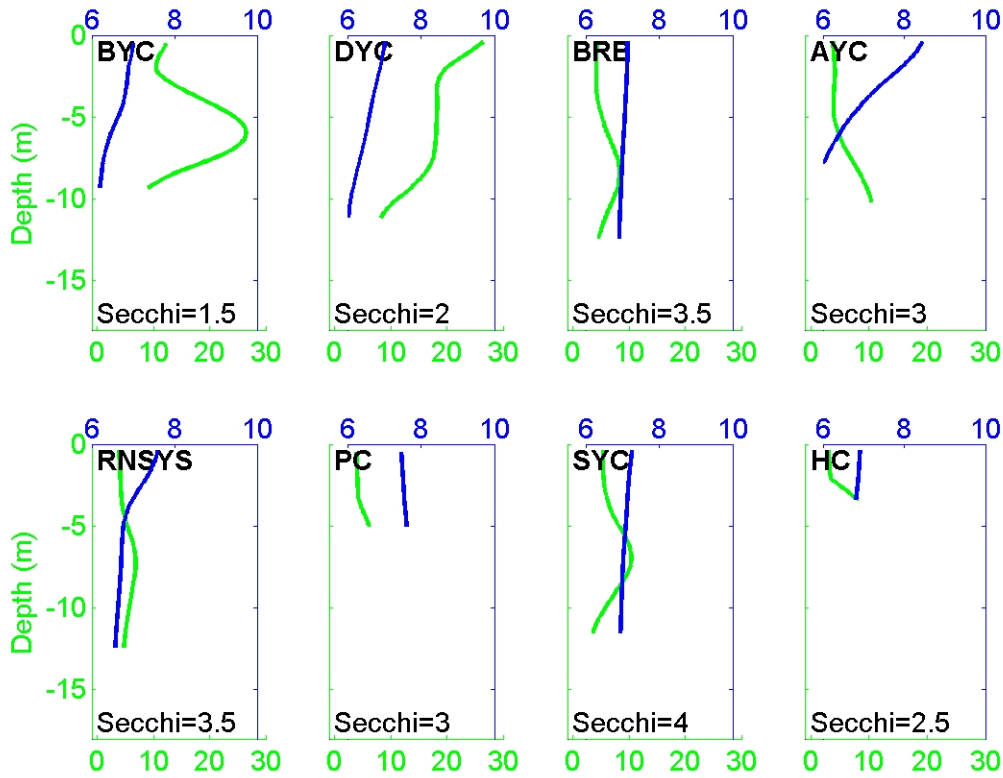 6 8 10 6 8 10 6 8 10 6 8 10
0 BYC DYC BRE AYC
-5
Depth (m)
-10
-15
Secchi=1.5 Secchi=2 Secchi=3.5 Secchi=3
0 10 20 30 0 10 20 30 0 10 20 30 0 10 20 30
6 8 10 6 8 10 6 8 10 6 8 10
0 RNSYS PC SYC HC
-5
Depth (m)
-10
-15
Secchi=3.5 Secchi=3 Secchi=4 Secchi=2.5
0 10 20 30 0 10 20 30 0 10 20 30 0 10 20 30